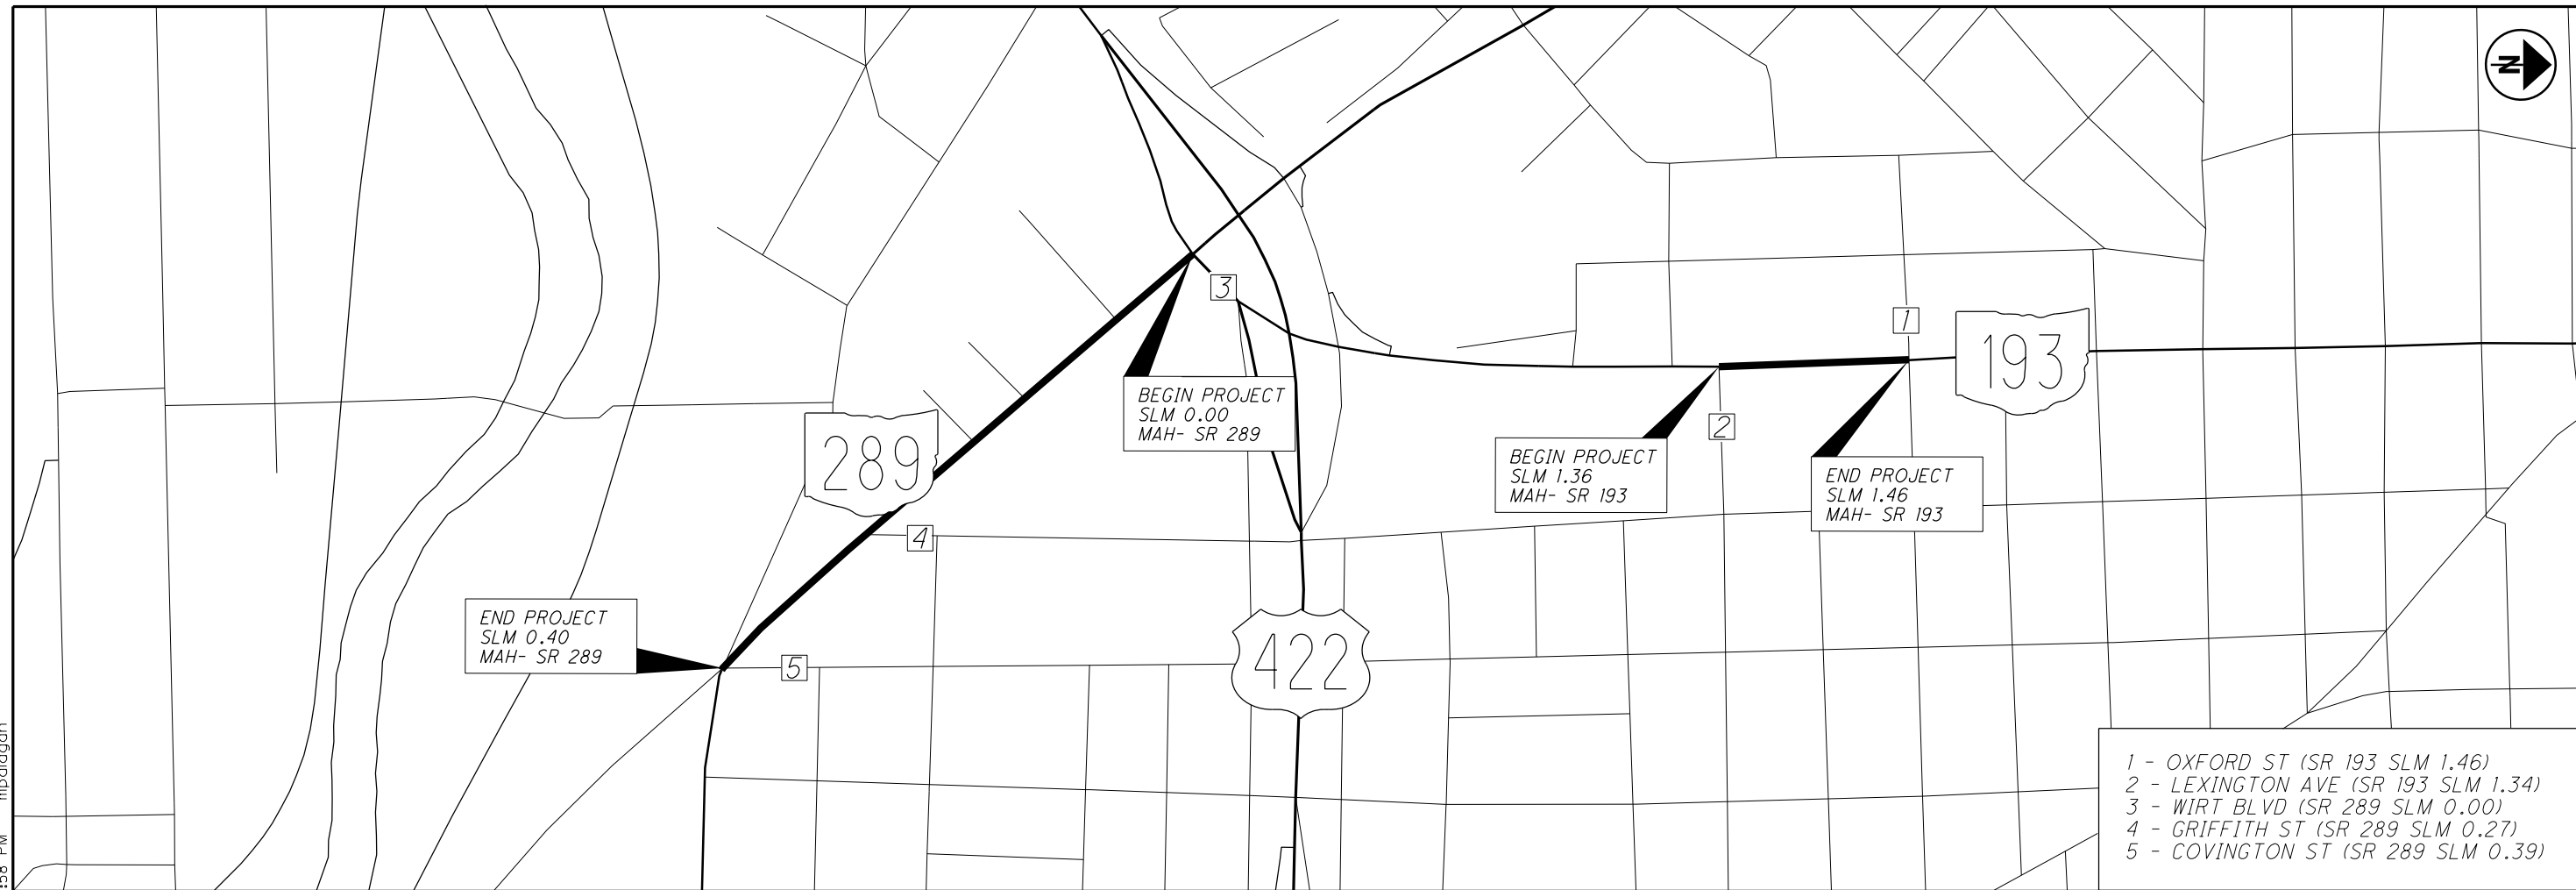 N
3
1
193
BEGIN PROJECT
SLM 0.00
MAH- SR 289
289
2
BEGIN PROJECT
SLM 1.36
MAH- SR 193
END PROJECT
SLM 1.46
MAH- SR 193
4
END PROJECT
SLM 0.40
MAH- SR 289
5
422
1 - OXFORD ST (SR 193 SLM 1.46)
2 - LEXINGTON AVE (SR 193 SLM 1.34)
3 - WIRT BLVD (SR 289 SLM 0.00)
4 - GRIFFITH ST (SR 289 SLM 0.27)
5 - COVINGTON ST (SR 289 SLM 0.39)